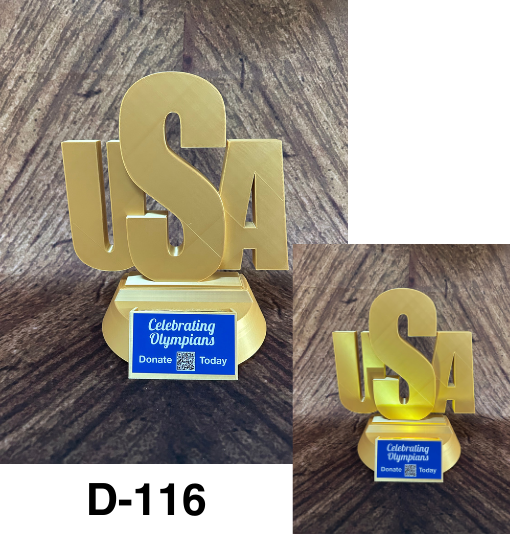 USA
Celebrating
Olympians
Donate Today
D-116
USA
Celebrating
Olympians
Donate Today